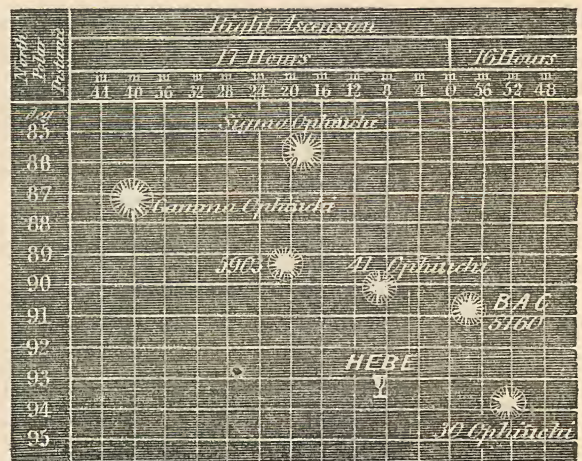 Right Ascension
North Polar Distance
17 Hours 16 Hours
m m m m m m m m m m m m m m m
44 40 36 32 28 24 20 16 12 8 4 0 56 52 48
deg
85
Sigma Ophiuchi
86
87
Gamma Ophiuchi
88
89
5903
41 Ophiuchi
90
B.A.C
91
5760
92
HEBE
93
94
30 Ophiuchi
95